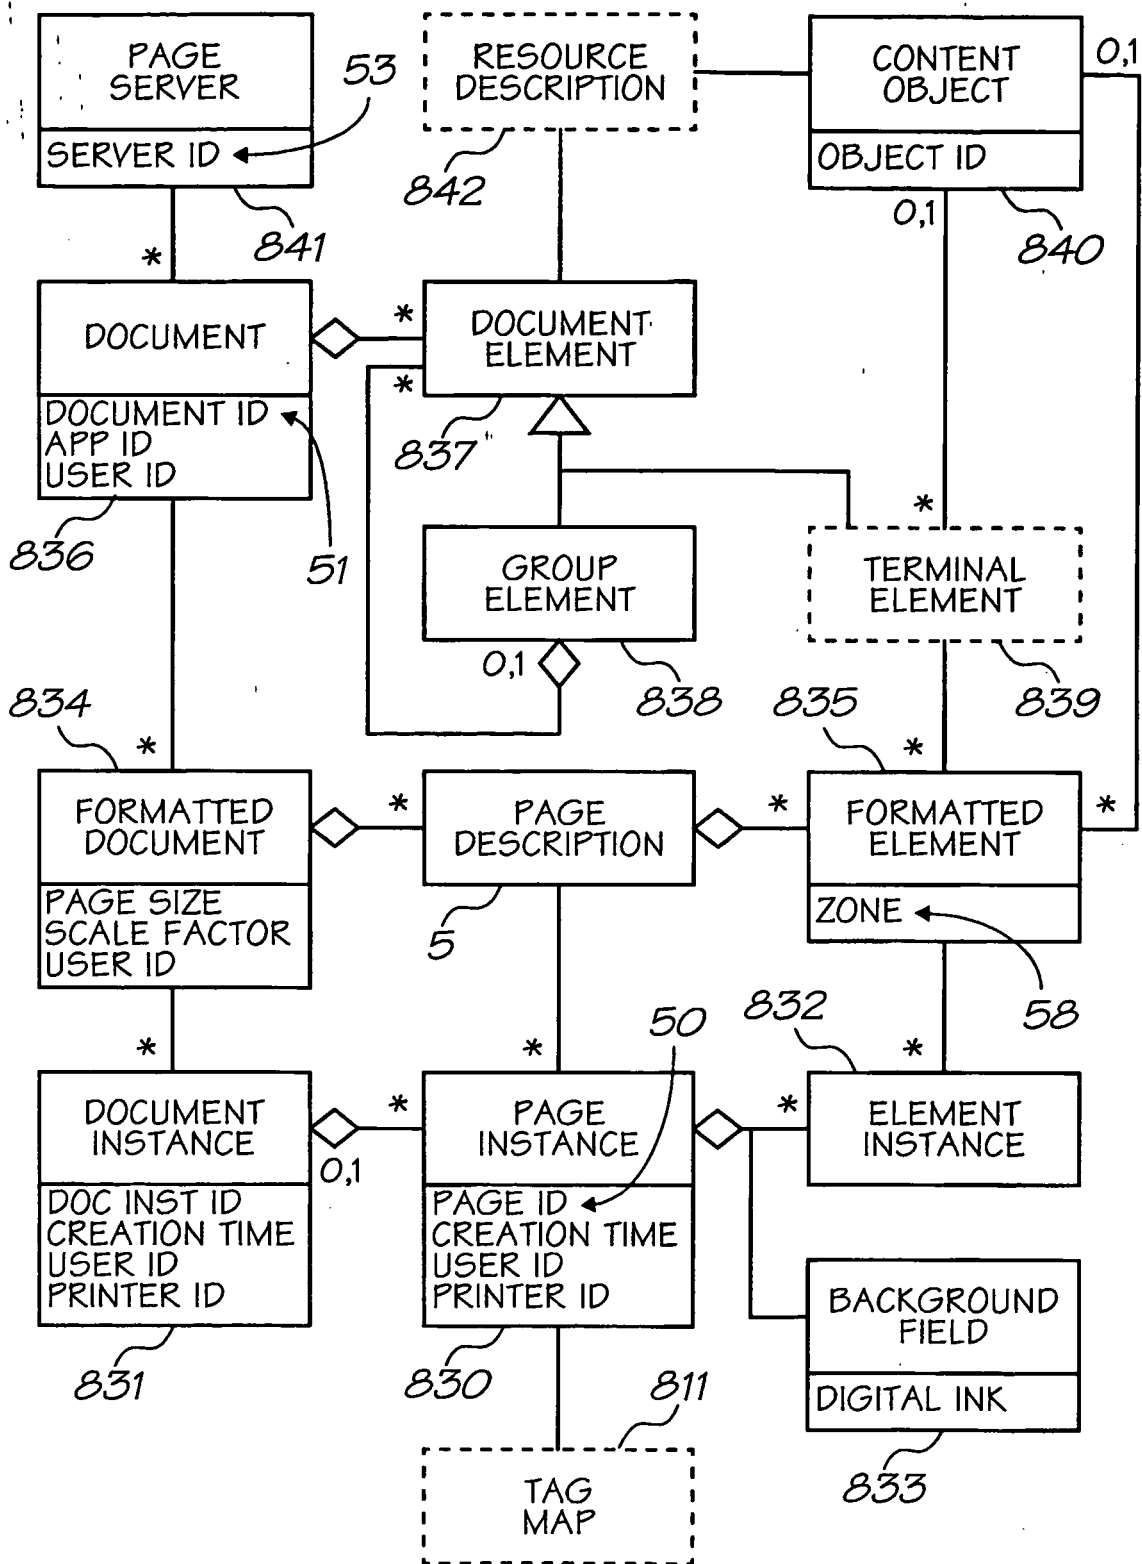 PAGE
SERVER
SERVER ID
53
841
*
RESOURCE
DESCRIPTION
842
CONTENT
OBJECT
OBJECT ID
0,1
0,1
840
DOCUMENT
DOCUMENT ID
APP ID
USER ID
836
51
*
*
DOCUMENT
ELEMENT
837
GROUP
ELEMENT
0,1
838
*
TERMINAL
ELEMENT
839
834
*
FORMATTED
DOCUMENT
PAGE SIZE
SCALE FACTOR
USER ID
*
PAGE
DESCRIPTION
5
*
835
*
*
FORMATTED
ELEMENT
ZONE
58
*
DOCUMENT
INSTANCE
0,1
DOC INST ID
CREATION TIME
USER ID
PRINTER ID
831
*
*
50
PAGE
INSTANCE
PAGE ID
CREATION TIME
USER ID
PRINTER ID
830
*
832
*
ELEMENT
INSTANCE
BACKGROUND
FIELD
DIGITAL INK
833
811
TAG
MAP